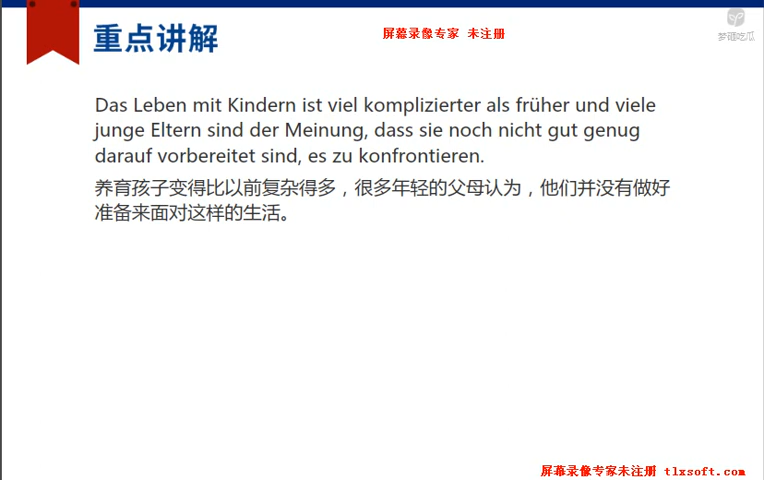 重点讲解
屏幕录像专家 未注册
梦砸吃瓜
Das Leben mit Kindern ist viel komplizierter als früher und viele
junge Eltern sind der Meinung, dass sie noch nicht gut genug
darauf vorbereitet sind, es zu konfrontieren.
养育孩子变得比以前复杂得多，很多年轻的父母认为，他们并没有做好
准备来面对这样的生活。
屏幕录像专家未注册 tlxsoft.com